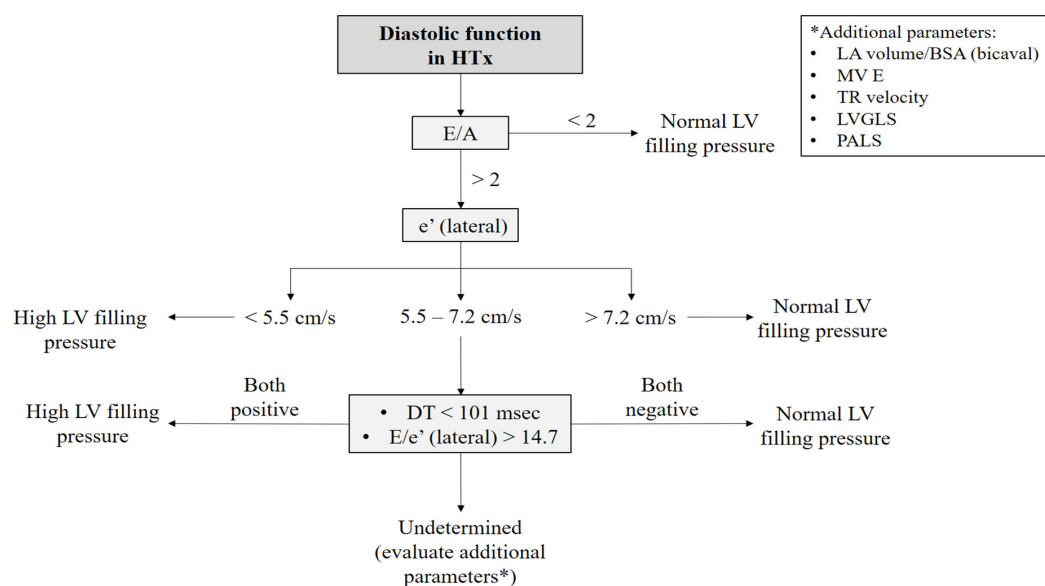 Diastolic function
in HTx
*Additional parameters:
• LA volume/BSA (bicaval)
• MV E
• TR velocity
• LVGLS
• PALS
E/A
< 2
Normal LV
filling pressure
> 2
e’ (lateral)
High LV filling
pressure
< 5.5 cm/s
5.5 – 7.2 cm/s
> 7.2 cm/s
Normal LV
filling pressure
High LV filling
pressure
Both
positive
• DT < 101 msec
• E/e’ (lateral) > 14.7
Both
negative
Normal LV
filling pressure
Undetermined
(evaluate additional
parameters*)